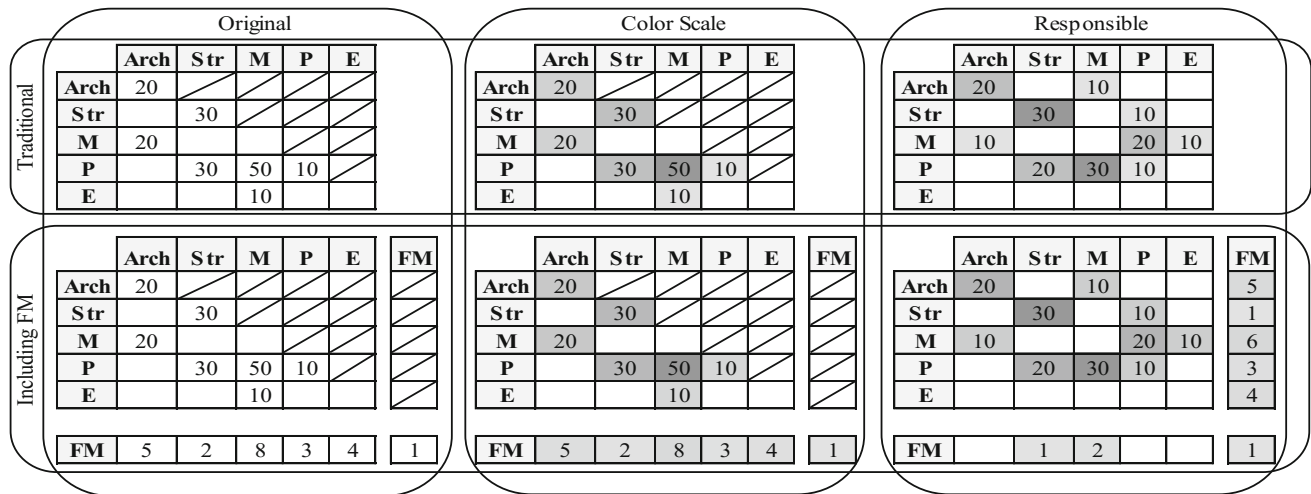 Original Color Scale Responsible
Traditional
Arch Str M P E Arch Str M P E Arch Str M P E
Arch 20 Arch 20 Arch 20 10
Str 30 Str 30 Str 30 10
M 20 M 20 M 10 20 10
P 30 50 10 P 30 50 10 P 20 30 10
E 10 E 10 E
Including FM
Arch Str M P E FM Arch Str M P E FM Arch Str M P E FM
Arch 20 Arch 20 Arch 20 10 5
Str 30 Str 30 Str 30 10 1
M 20 M 20 M 10 20 10 6
P 30 50 10 P 30 50 10 P 20 30 10 3
E 10 E 10 E 4
FM 5 2 8 3 4 1 FM 5 2 8 3 4 1 FM 1 2 1